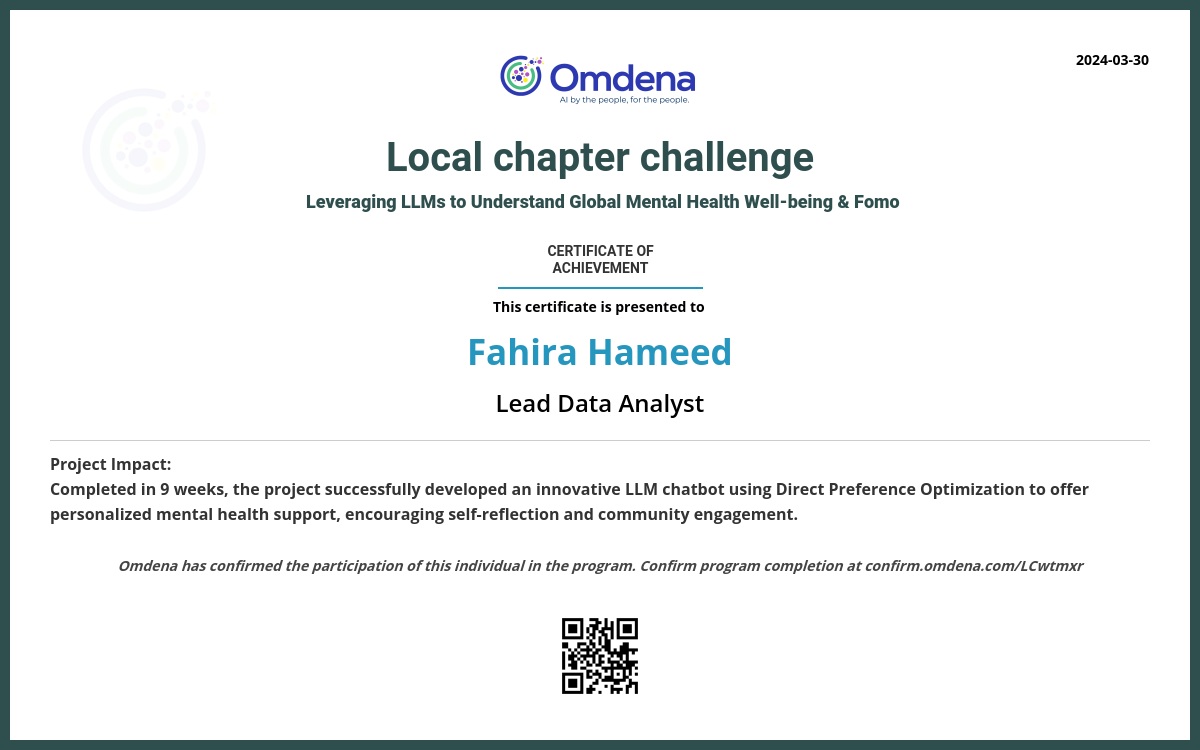 2024-03-30
Omdena
AI by the people, for the people.
Local chapter challenge
Leveraging LLMs to Understand Global Mental Health Well-being & Fomo
CERTIFICATE OF
ACHIEVEMENT
This certificate is presented to
Fahira Hameed
Lead Data Analyst
Project Impact:
Completed in 9 weeks, the project successfully developed an innovative LLM chatbot using Direct Preference Optimization to offer
personalized mental health support, encouraging self-reflection and community engagement.
Omdena has confirmed the participation of this individual in the program. Confirm program completion at confirm.omdena.com/LCwtmxr